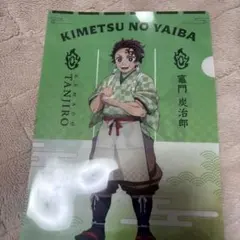 KIMETSU NO YAIBA
竈門 炭治郎
TANJIRO